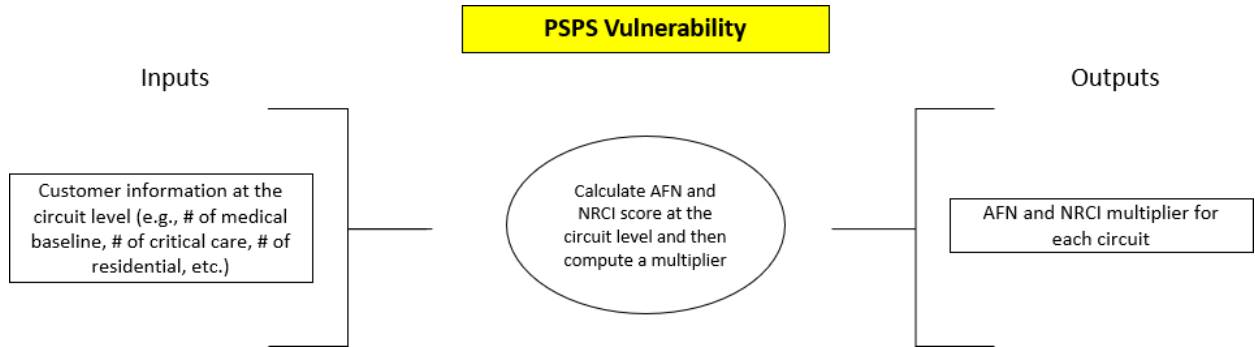 PSPS Vulnerability
Inputs
Outputs
Customer information at the
circuit level (e.g., # of medical
baseline, # of critical care, # of
residential, etc.)
Calculate AFN and
NRCI score at the
circuit level and then
compute a multiplier
AFN and NRCI multiplier for
each circuit